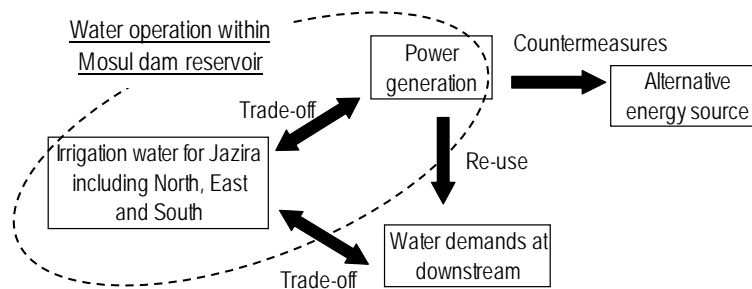 Water operation within
Mosul dam reservoir
Power
generation
Countermeasures
Alternative
energy source
Trade-off
Irrigation water for Jazira
including North, East
and South
Re-use
Water demands at
downstream
Trade-off